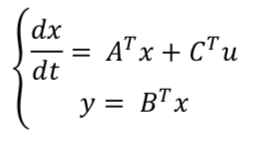 dx/dt = A^T x + C^T u
y = B^T x